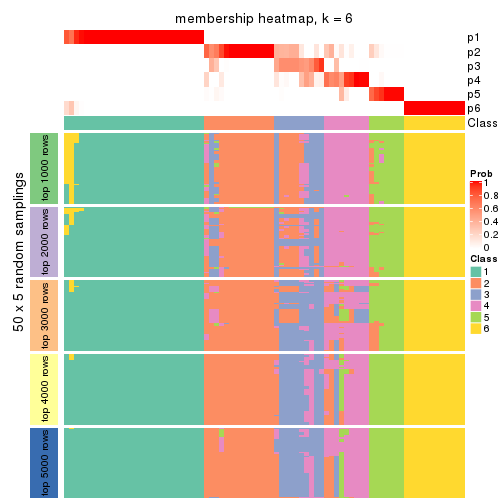 membership heatmap, k = 6
p1
p2
p3
p4
p5
p6
Class
50 x 5 random samplings
top 1000 rows
top 2000 rows
top 3000 rows
top 4000 rows
top 5000 rows
Prob
1
0.8
0.6
0.4
0.2
0
Class
1
2
3
4
5
6